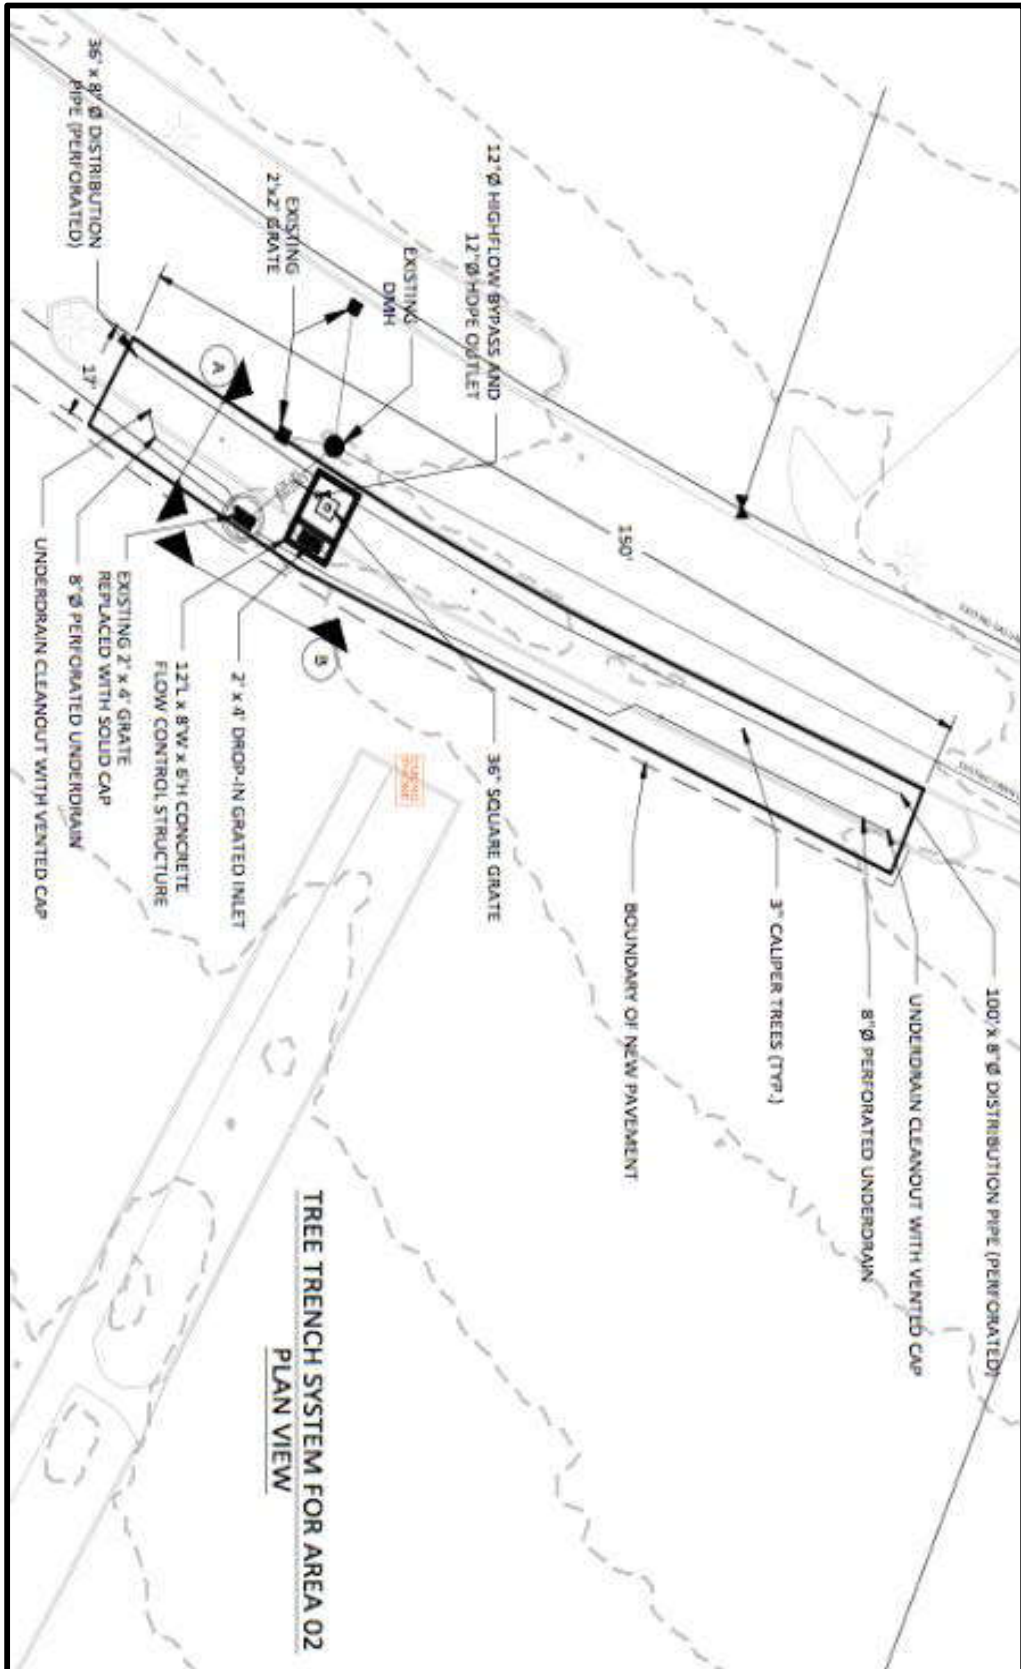 36' x 8" Ø DISTRIBUTION
PIPE (PERFORATED)
17'
EXISTING
2'x2' GRATE
A
EXISTING
DMH
12"Ø HIGHFLOW BYPASS AND
12"Ø HDPE OUTLET
150'
B
UNDERDRAIN CLEANOUT WITH VENTED CAP
8"Ø PERFORATED UNDERDRAIN
EXISTING 2' x 4' GRATE
REPLACED WITH SOLID CAP
12'L x 8'W x 6'H CONCRETE
FLOW CONTROL STRUCTURE
2' x 4' DROP-IN GRATED INLET
36" SQUARE GRATE
BOUNDARY OF NEW PAVEMENT
3" CALIPER TREES (TYP.)
8"Ø PERFORATED UNDERDRAIN
UNDERDRAIN CLEANOUT WITH VENTED CAP
100' x 8"Ø DISTRIBUTION PIPE (PERFORATED)
TREE TRENCH SYSTEM FOR AREA 02
PLAN VIEW